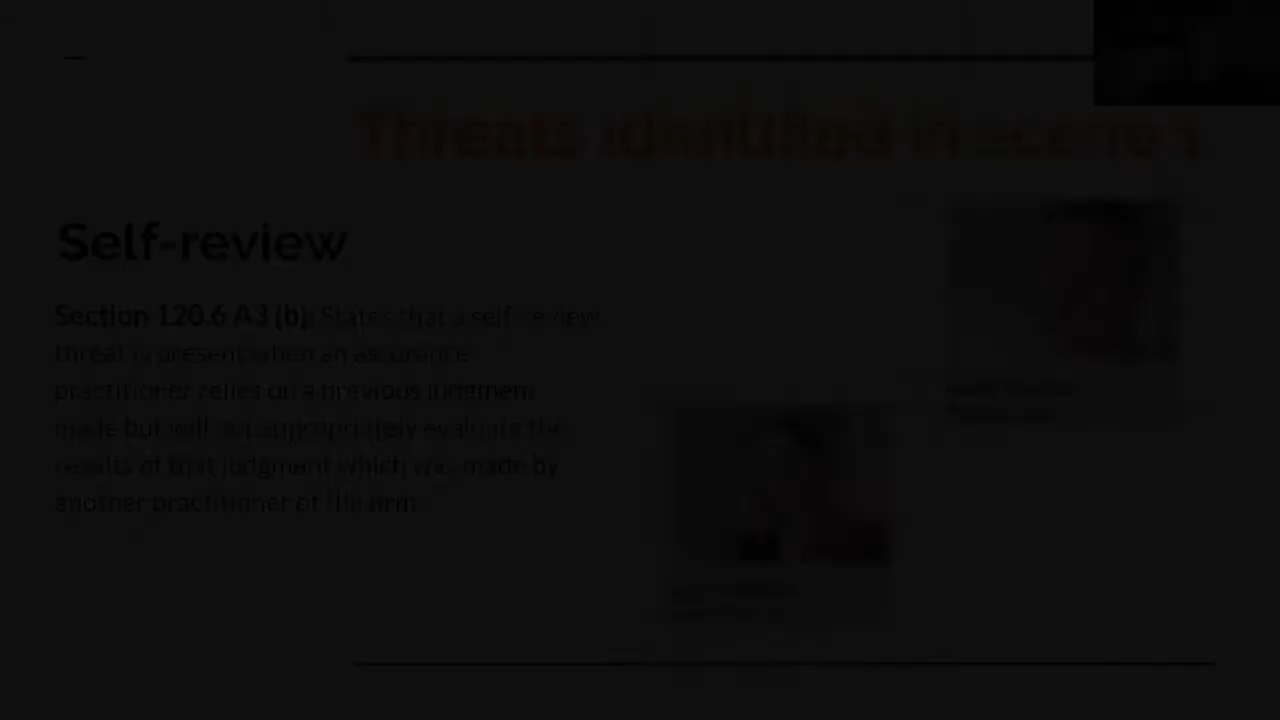 Threats identified in scene 1
Self-review
Section 120.6 A3 (b): States that a self-review
threat is present when an assurance
practitioner relies on a previous judgment
made but will not appropriately evaluate the
results of that judgment which was made by
another practitioner of the firm.